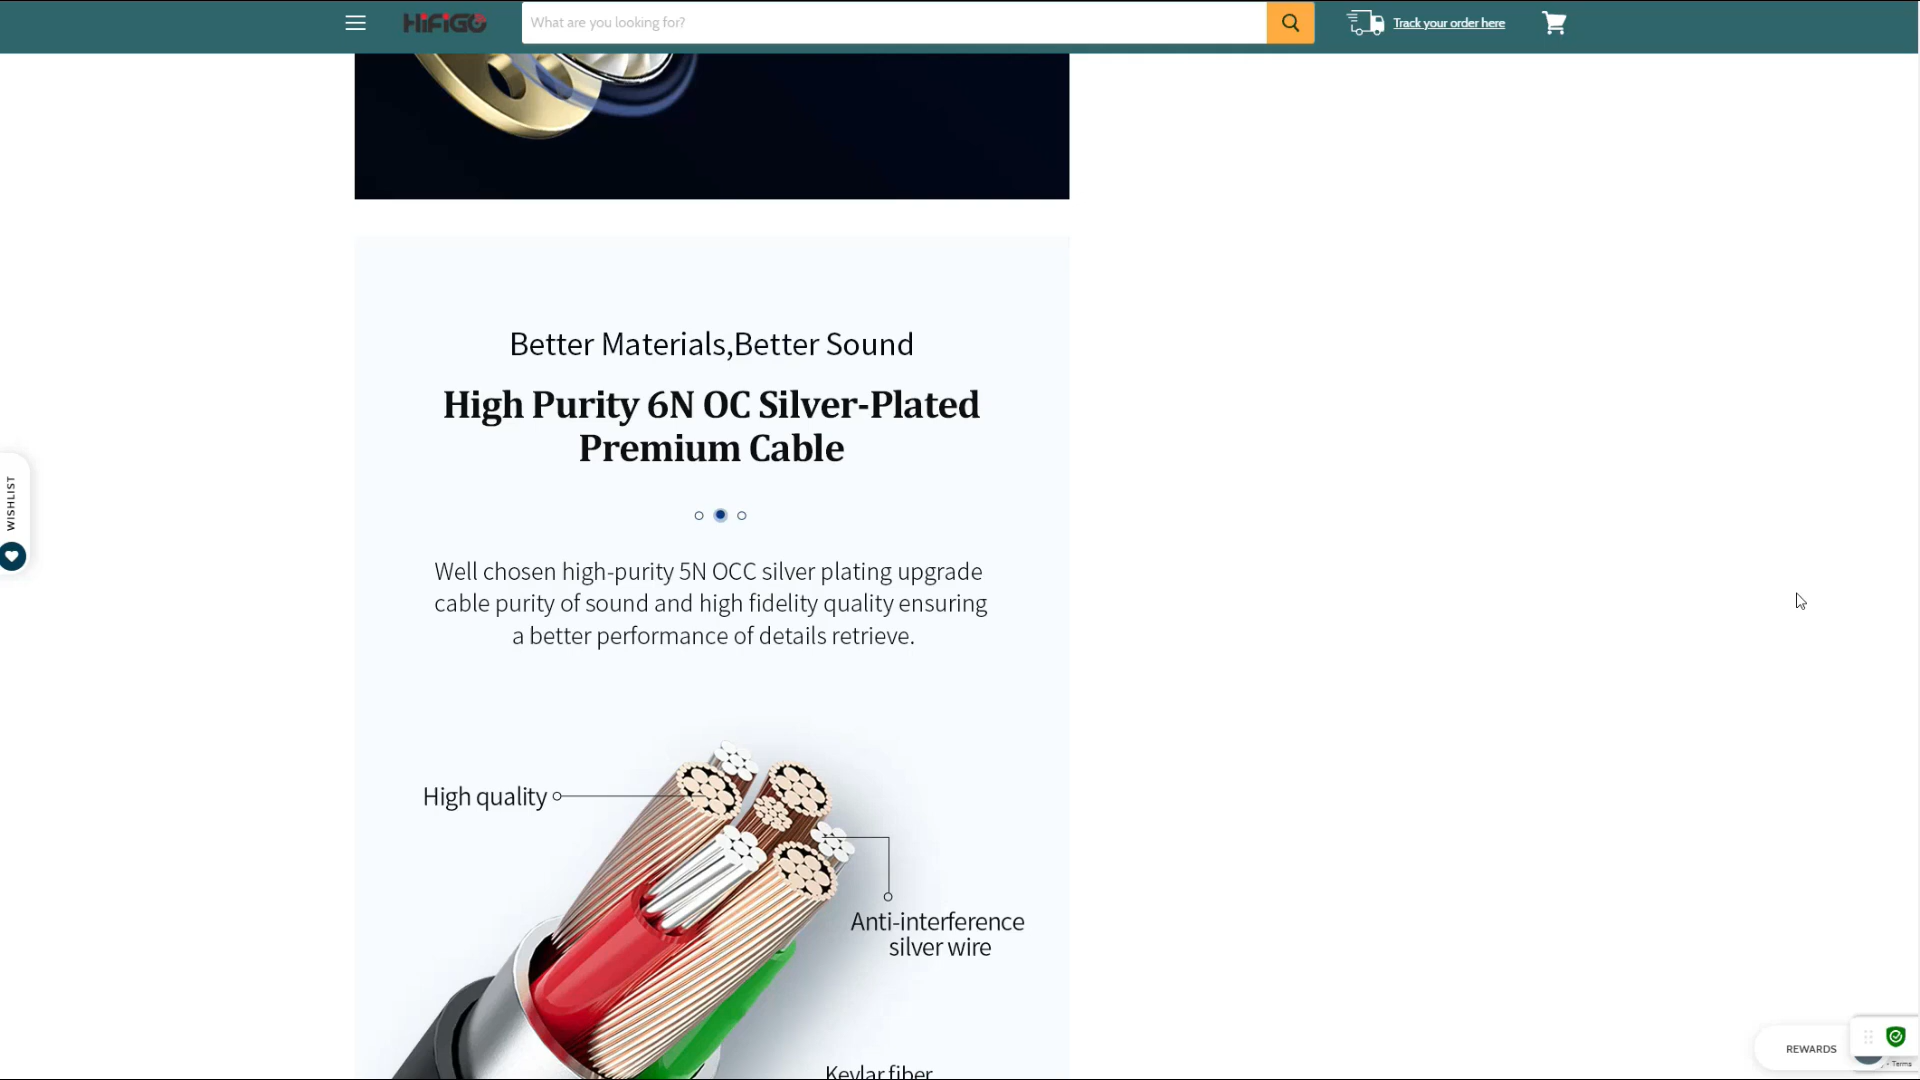 HiFiGO
What are you looking for?
Track your order here
Better Materials,Better Sound
High Purity 6N OC Silver-Plated
Premium Cable
Well chosen high-purity 5N OCC silver plating upgrade
cable purity of sound and high fidelity quality ensuring
a better performance of details retrieve.
WISHLIST
High quality
Anti-interference
silver wire
Kevlar fiber
REWARDS
- Terms